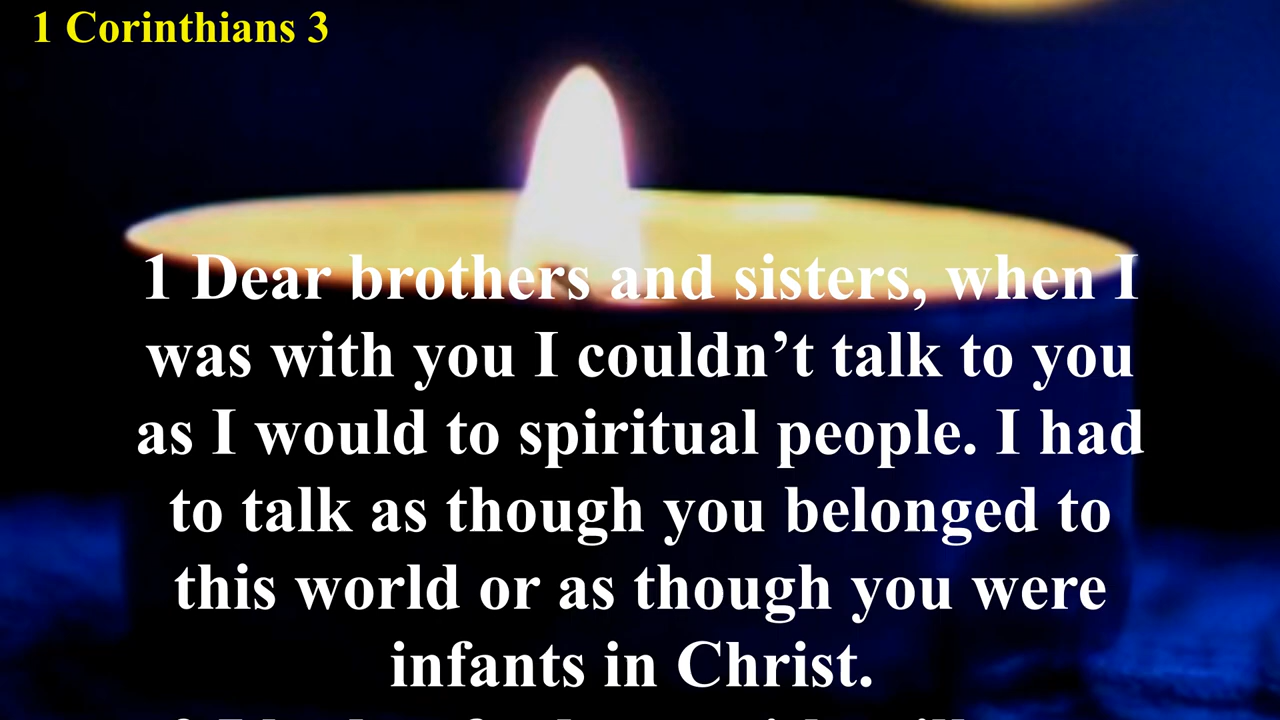 1 Corinthians 3
1 Dear brothers and sisters, when I
was with you I couldn’t talk to you
as I would to spiritual people. I had
to talk as though you belonged to
this world or as though you were
infants in Christ.